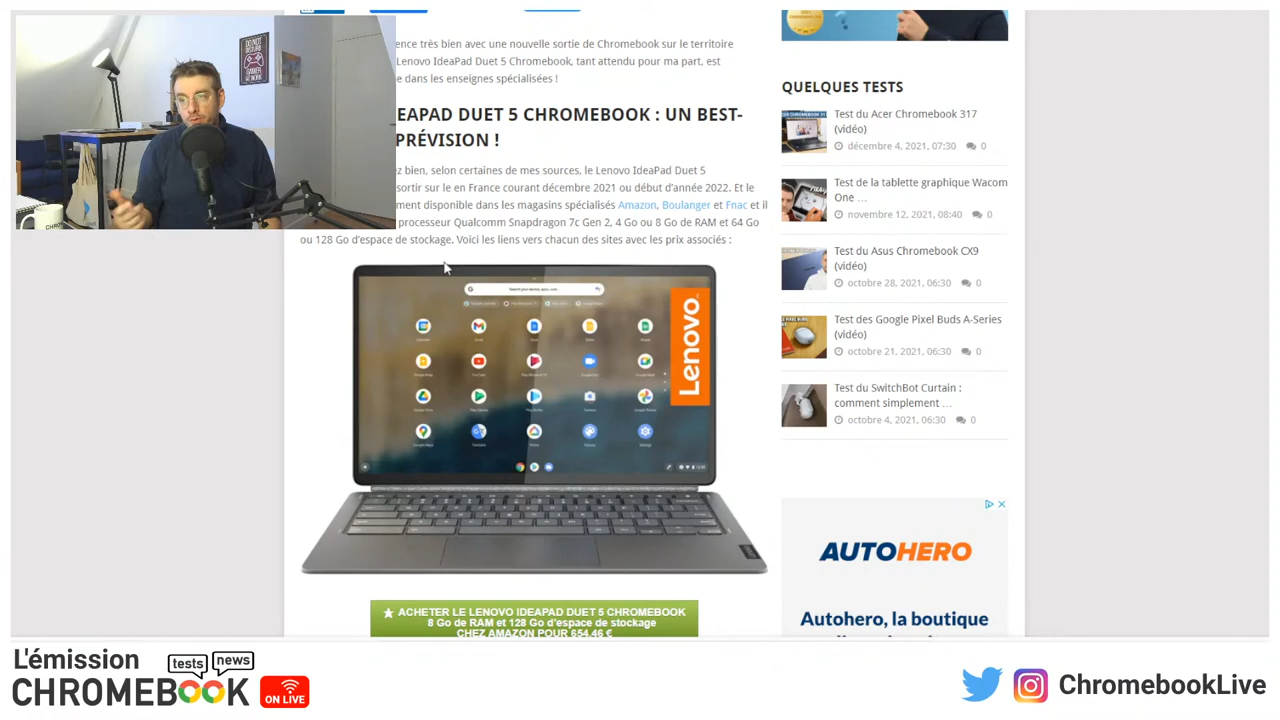 DO NOT
DISTURB
GAMER
AT WORK
ence très bien avec une nouvelle sortie de Chromebook sur le territoire
Lenovo IdeaPad Duet 5 Chromebook, tant attendu pour ma part, est
e dans les enseignes spécialisées !
EAPAD DUET 5 CHROMEBOOK : UN BEST-
PRÉVISION !
ez bien, selon certaines de mes sources, le Lenovo IdeaPad Duet 5
sortir sur le en France courant décembre 2021 ou début d'année 2022. Et le
ment disponible dans les magasins spécialisés Amazon, Boulanger et Fnac et il
processeur Qualcomm Snapdragon 7c Gen 2, 4 Go ou 8 Go de RAM et 64 Go
ou 128 Go d'espace de stockage. Voici les liens vers chacun des sites avec les prix associés :
Lenovo
★ ACHETER LE LENOVO IDEAPAD DUET 5 CHROMEBOOK
8 Go de RAM et 128 Go d'espace de stockage
CHEZ AMAZON POUR 654.46 €
QUELQUES TESTS
Test du Acer Chromebook 317
(vidéo)
décembre 4, 2021, 07:30 0
Test de la tablette graphique Wacom
One …
novembre 12, 2021, 08:40 0
Test du Asus Chromebook CX9
(vidéo)
octobre 28, 2021, 06:30 0
Test des Google Pixel Buds A-Series
(vidéo)
octobre 21, 2021, 06:30 0
Test du SwitchBot Curtain :
comment simplement …
octobre 4, 2021, 06:30 0
AUTOHERO
Autohero, la boutique
L'émission
tests
news
CHROMEBOOK
ON LIVE
ChromebookLive